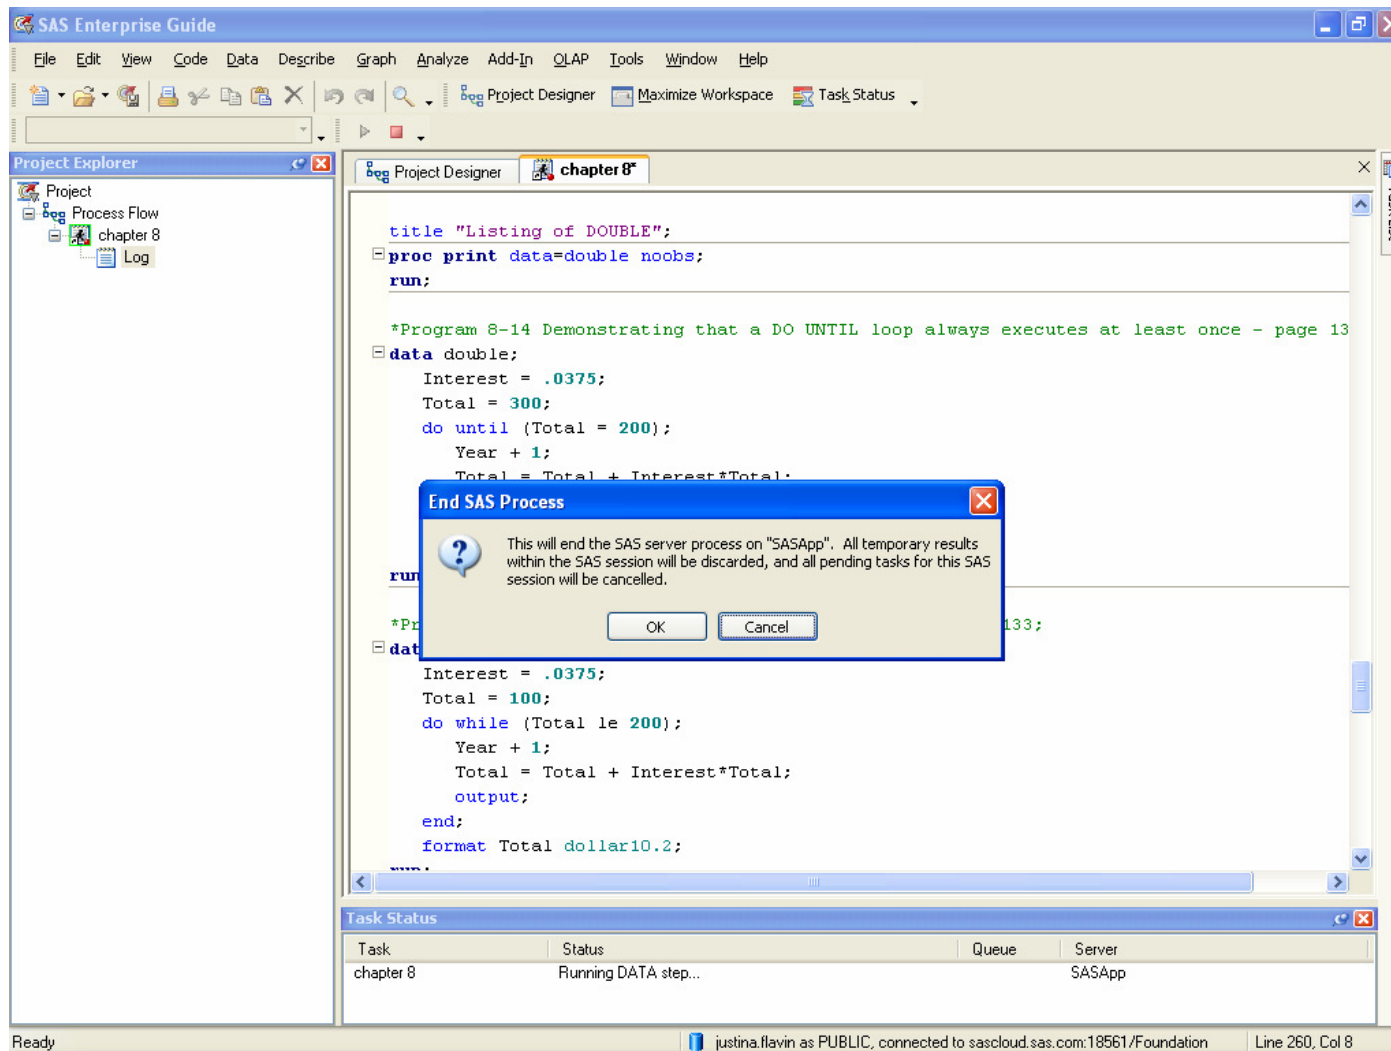 SAS Enterprise Guide
File Edit View Code Data Describe Graph Analyze Add-In OLAP Tools Window Help
Project Designer Maximize Workspace Task Status
Project Explorer
Project
Process Flow
chapter 8
Log
Project Designer chapter 8*
title "Listing of DOUBLE";
proc print data=double noobs;
run;
*Program 8-14 Demonstrating that a DO UNTIL loop always executes at least once - page 13
data double;
Interest = .0375;
Total = 300;
do until (Total = 200);
Year + 1;
Total = Total + Interest*Total;
End SAS Process
This will end the SAS server process on "SASApp". All temporary results
within the SAS session will be discarded, and all pending tasks for this SAS
session will be cancelled.
OK Cancel
run
*Pr 133;
dat
Interest = .0375;
Total = 100;
do while (Total le 200);
Year + 1;
Total = Total + Interest*Total;
output;
end;
format Total dollar10.2;
run;
Task Status
Task Status Queue Server
chapter 8 Running DATA step... SASApp
Ready justina.flavin as PUBLIC, connected to sascloud.sas.com:18561/Foundation Line 260, Col 8